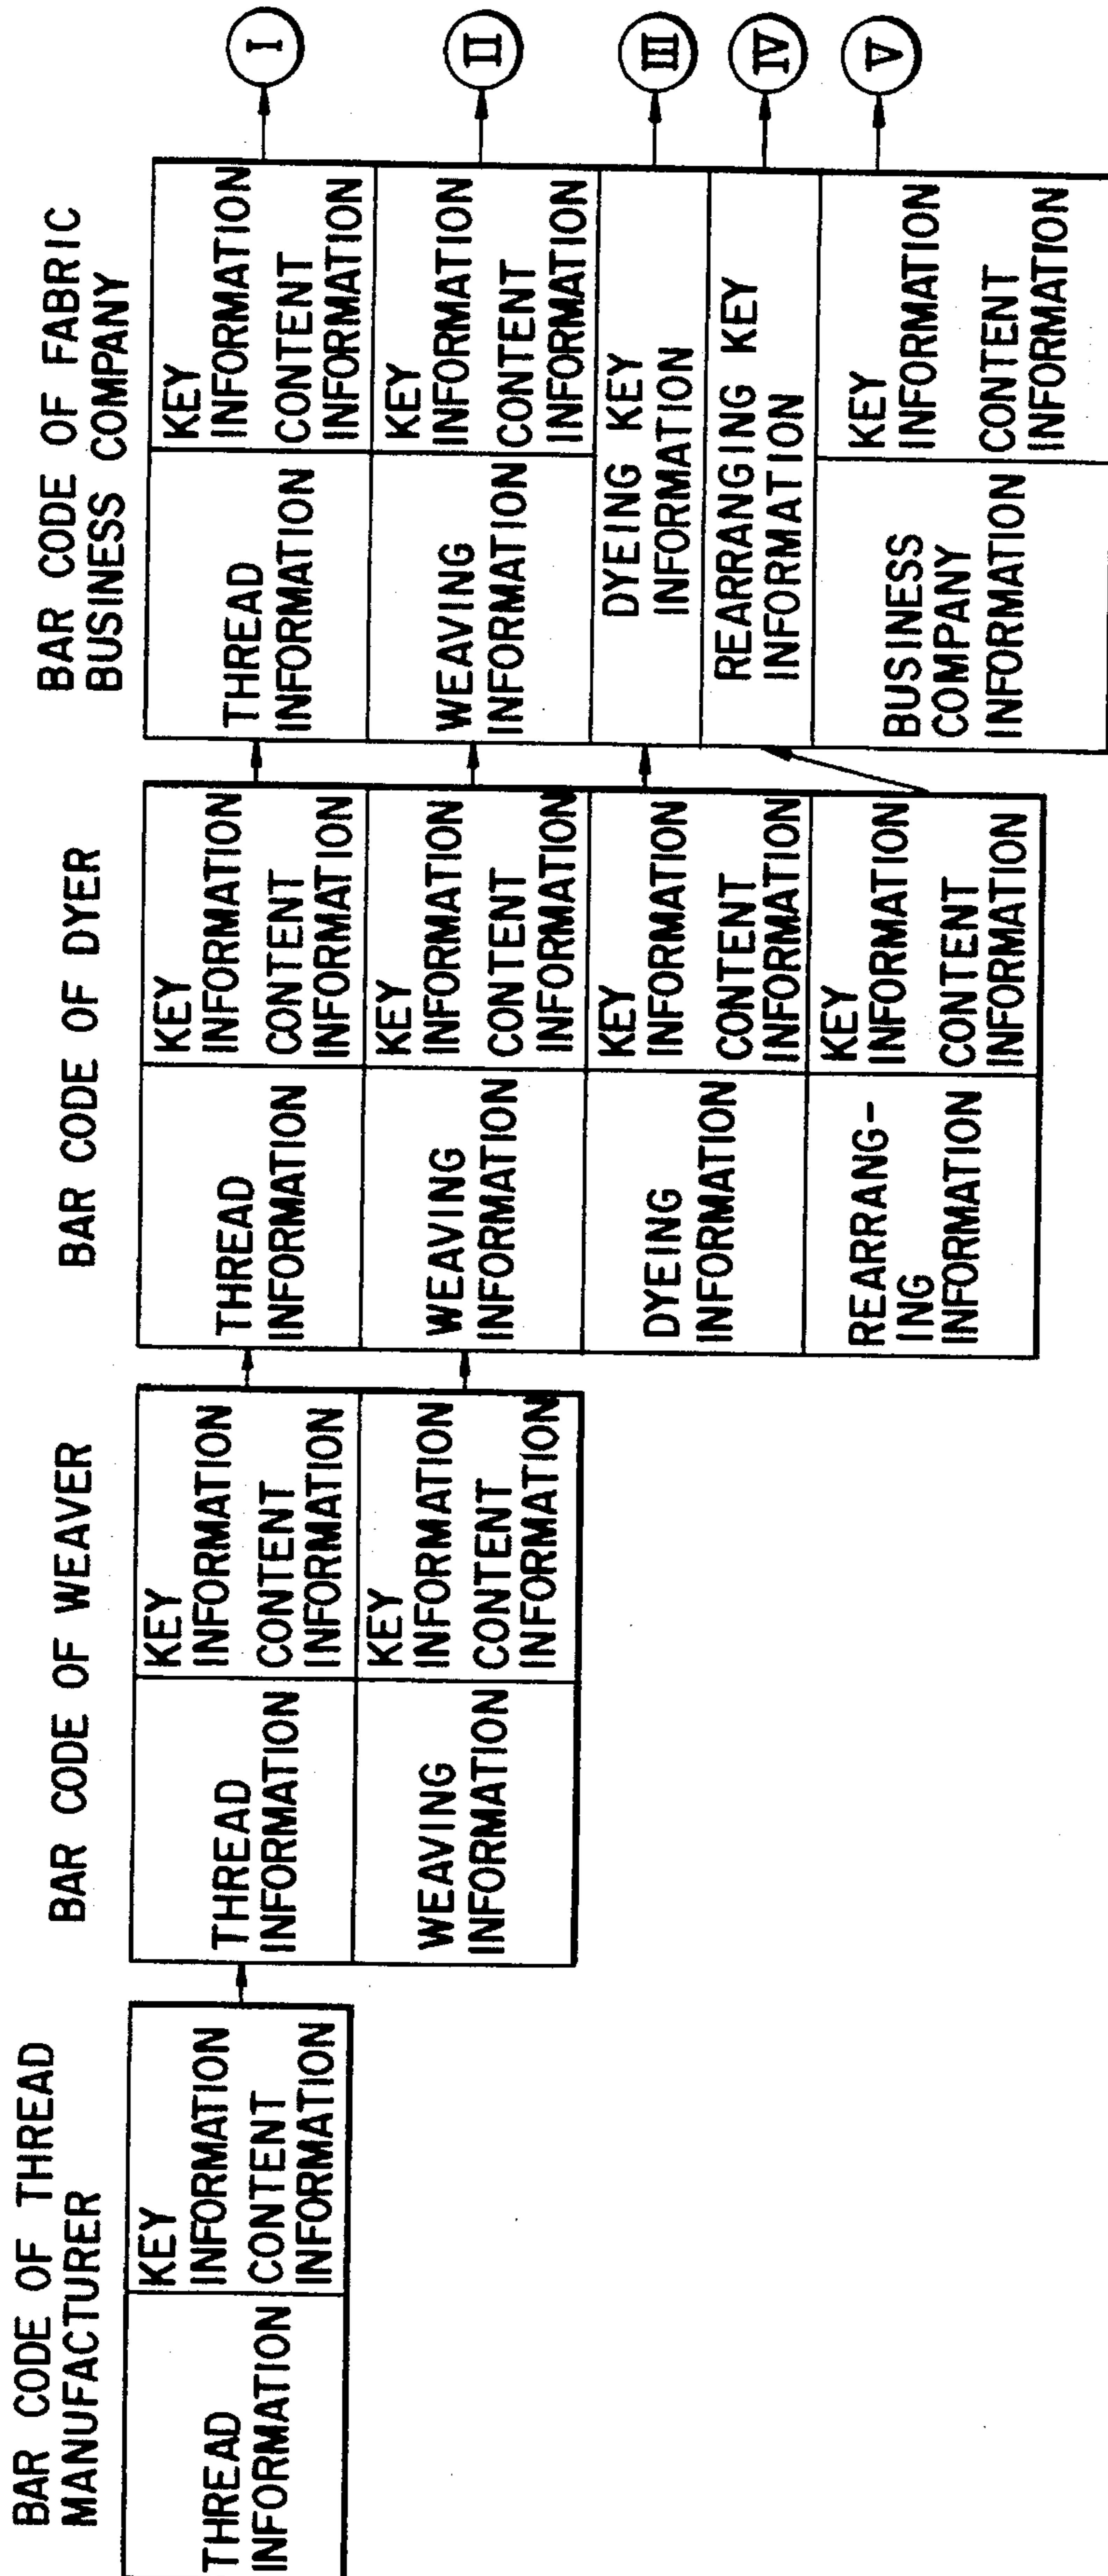 BAR CODE OF THREAD
MANUFACTURER
THREAD
INFORMATION
KEY
INFORMATION
CONTENT
INFORMATION
BAR CODE OF WEAVER
THREAD
INFORMATION
KEY
INFORMATION
CONTENT
INFORMATION
WEAVING
INFORMATION
KEY
INFORMATION
CONTENT
INFORMATION
BAR CODE OF DYER
THREAD
INFORMATION
KEY
INFORMATION
CONTENT
INFORMATION
WEAVING
INFORMATION
KEY
INFORMATION
CONTENT
INFORMATION
DYEING
INFORMATION
KEY
INFORMATION
CONTENT
INFORMATION
REARRANG-
ING
INFORMATION
KEY
INFORMATION
CONTENT
INFORMATION
BAR CODE OF FABRIC
BUSINESS COMPANY
THREAD
INFORMATION
KEY
INFORMATION
CONTENT
INFORMATION
WEAVING
INFORMATION
KEY
INFORMATION
CONTENT
INFORMATION
DYEING KEY
INFORMATION
REARRANGING KEY
INFORMATION
BUSINESS
COMPANY
INFORMATION
KEY
INFORMATION
CONTENT
INFORMATION
I
II
III
IV
V